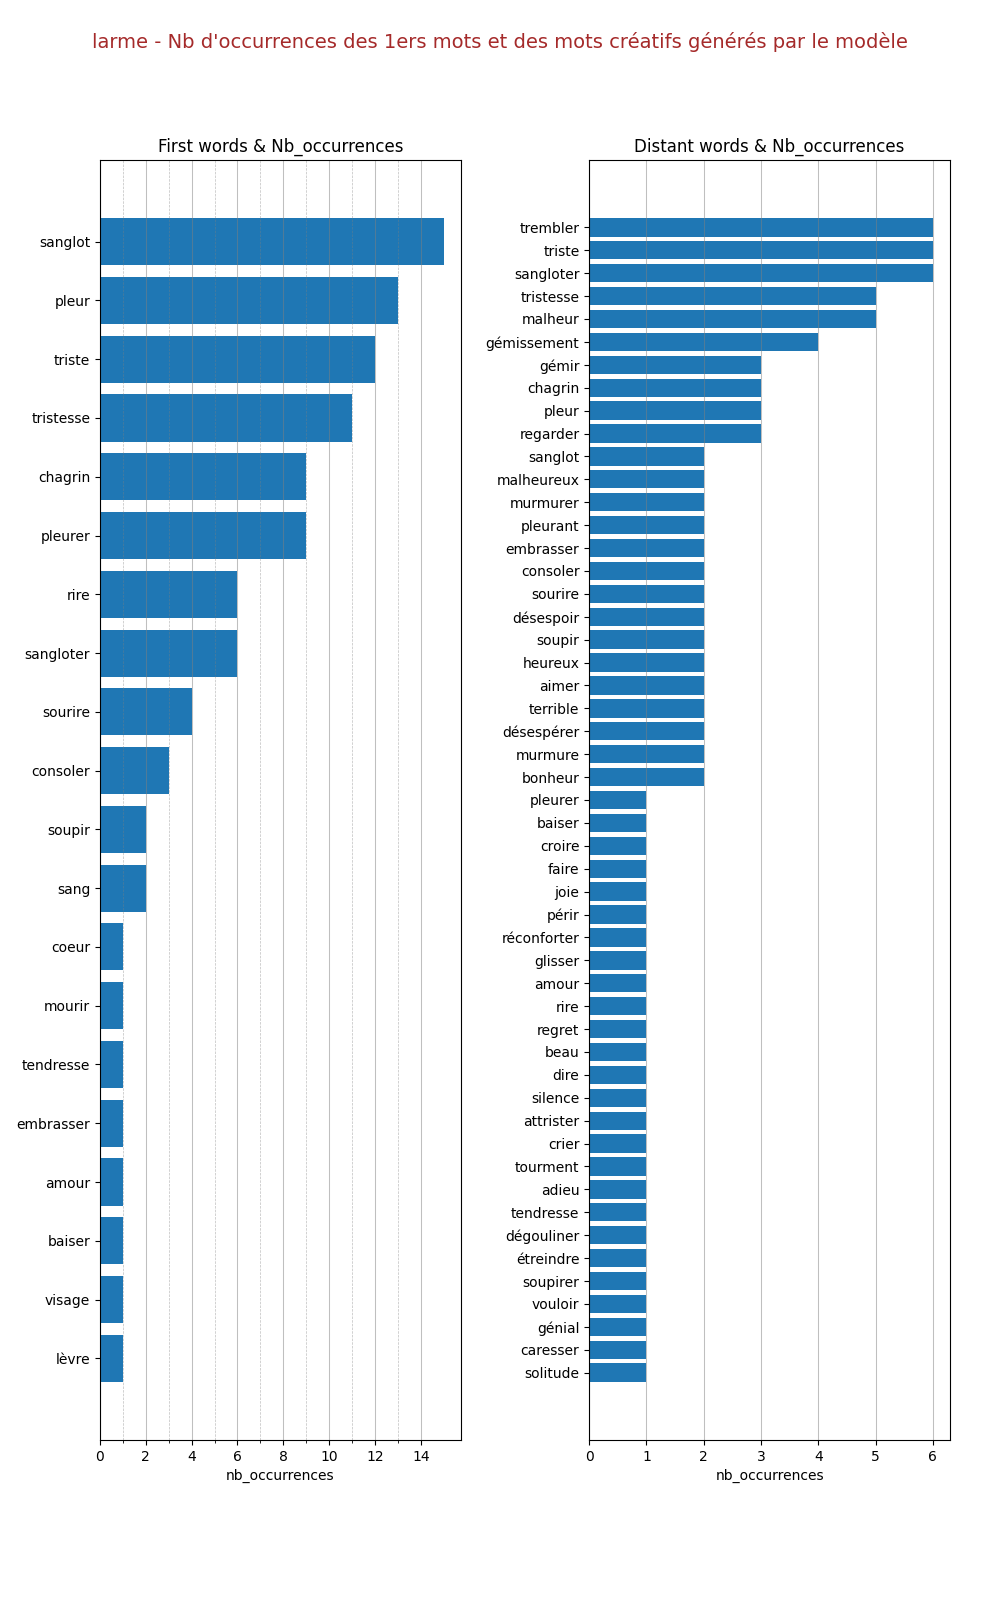 larme - Nb d'occurrences des 1ers mots et des mots créatifs générés par le modèle
First words & Nb_occurrences
sanglot
pleur
triste
tristesse
chagrin
pleurer
rire
sangloter
sourire
consoler
soupir
sang
coeur
mourir
tendresse
embrasser
amour
baiser
visage
lèvre
0 2 4 6 8 10 12 14
nb_occurrences
Distant words & Nb_occurrences
trembler
triste
sangloter
tristesse
malheur
gémissement
gémir
chagrin
pleur
regarder
sanglot
malheureux
murmurer
pleurant
embrasser
consoler
sourire
désespoir
soupir
heureux
aimer
terrible
désespérer
murmure
bonheur
pleurer
baiser
croire
faire
joie
périr
réconforter
glisser
amour
rire
regret
beau
dire
silence
attrister
crier
tourment
adieu
tendresse
dégouliner
étreindre
soupirer
vouloir
génial
caresser
solitude
0 1 2 3 4 5 6
nb_occurrences